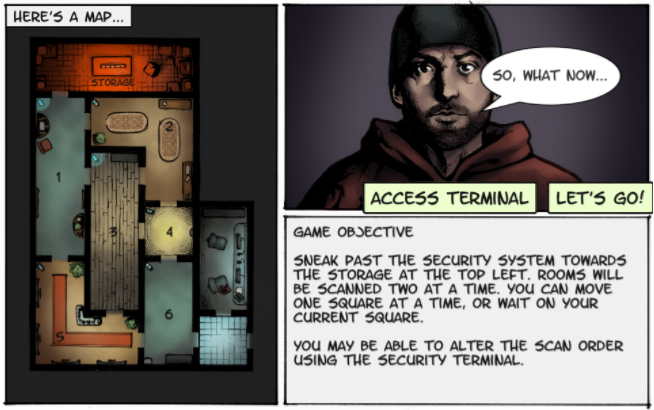 HERE'S A MAP...
STORAGE
2
1
3
4
5
6
SO, WHAT NOW...
ACCESS TERMINAL
LET'S GO!
GAME OBJECTIVE
SNEAK PAST THE SECURITY SYSTEM TOWARDS
THE STORAGE AT THE TOP LEFT. ROOMS WILL
BE SCANNED TWO AT A TIME. YOU CAN MOVE
ONE SQUARE AT A TIME, OR WAIT ON YOUR
CURRENT SQUARE.
YOU MAY BE ABLE TO ALTER THE SCAN ORDER
USING THE SECURITY TERMINAL.